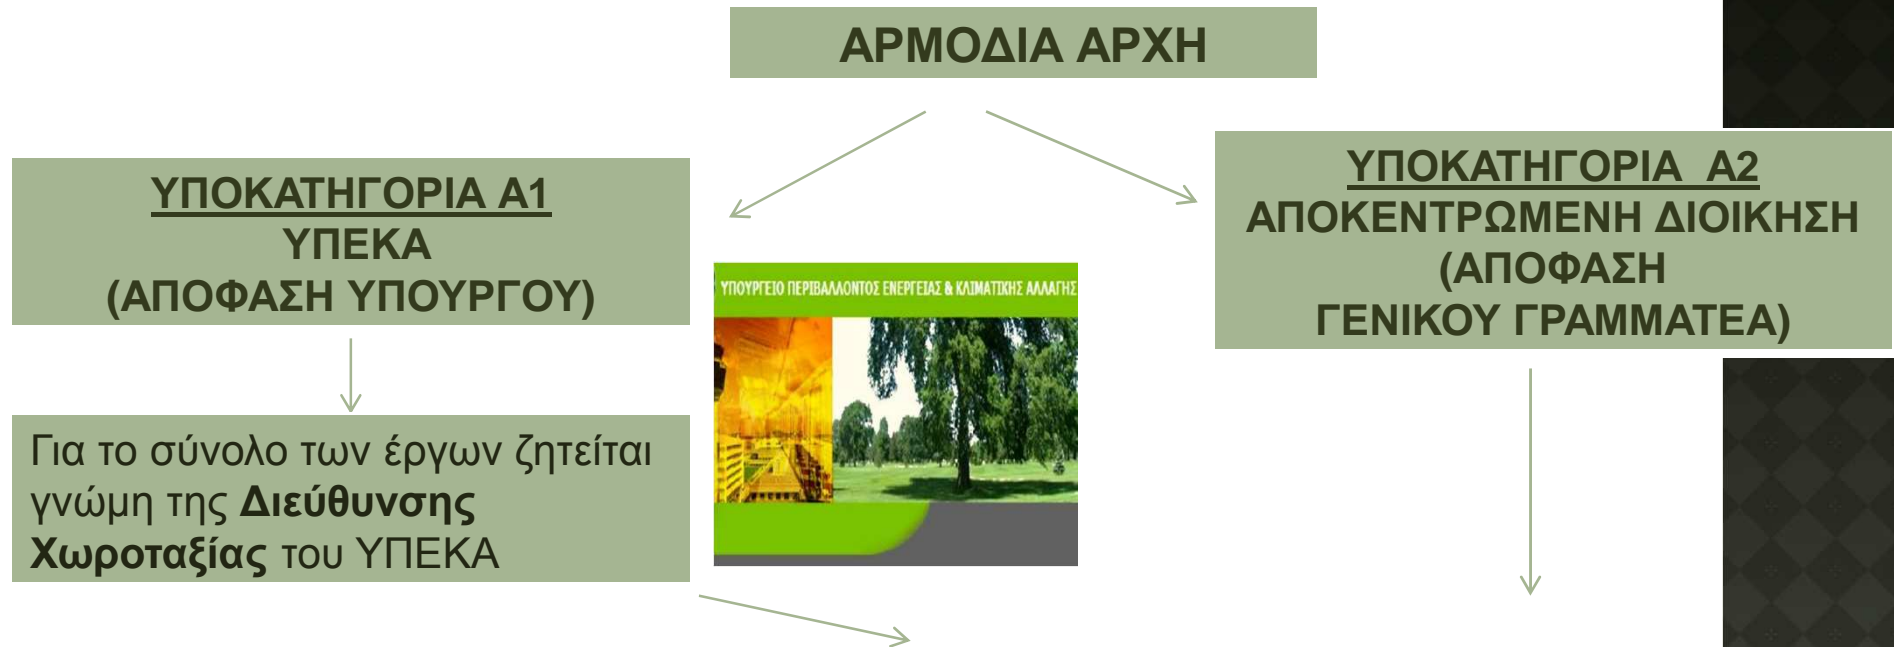 ΑΡΜΟΔΙΑ ΑΡΧΗ
ΥΠΟΚΑΤΗΓΟΡΙΑ Α1
ΥΠΕΚΑ
(ΑΠΟΦΑΣΗ ΥΠΟΥΡΓΟΥ)
ΥΠΟΚΑΤΗΓΟΡΙΑ Α2
ΑΠΟΚΕΝΤΡΩΜΕΝΗ ΔΙΟΙΚΗΣΗ
(ΑΠΟΦΑΣΗ
ΓΕΝΙΚΟΥ ΓΡΑΜΜΑΤΕΑ)
ΥΠΟΥΡΓΕΙΟ ΠΕΡΙΒΑΛΛΟΝΤΟΣ ΕΝΕΡΓΕΙΑΣ & ΚΛΙΜΑΤΙΚΗΣ ΑΛΛΑΓΗΣ
Για το σύνολο των έργων ζητείται
γνώμη της Διεύθυνσης
Χωροταξίας του ΥΠΕΚΑ